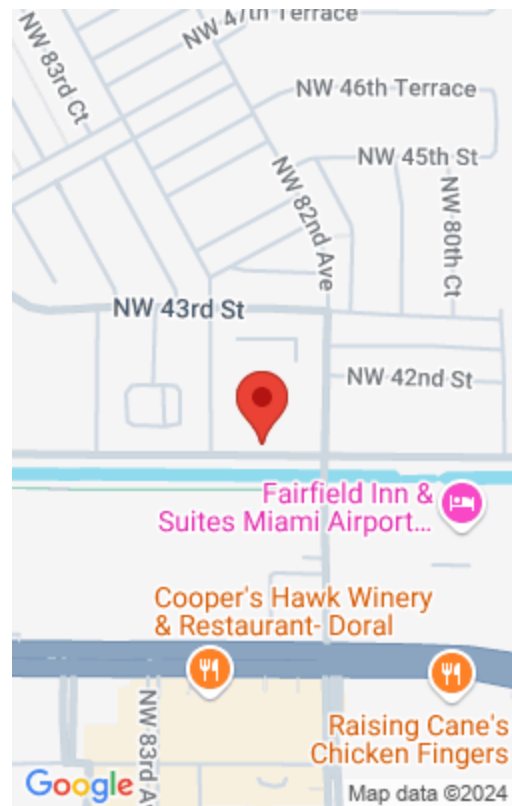 NW 47th Terrace
NW 83rd Ct
NW 46th Terrace
NW 45th St
NW 82nd Ave
NW 80th Ct
NW 43rd St
NW 42nd St
Fairfield Inn &
Suites Miami Airport...
Cooper's Hawk Winery
& Restaurant- Doral
NW 83rd A
Raising Cane's
Chicken Fingers
Google
Map data ©2024